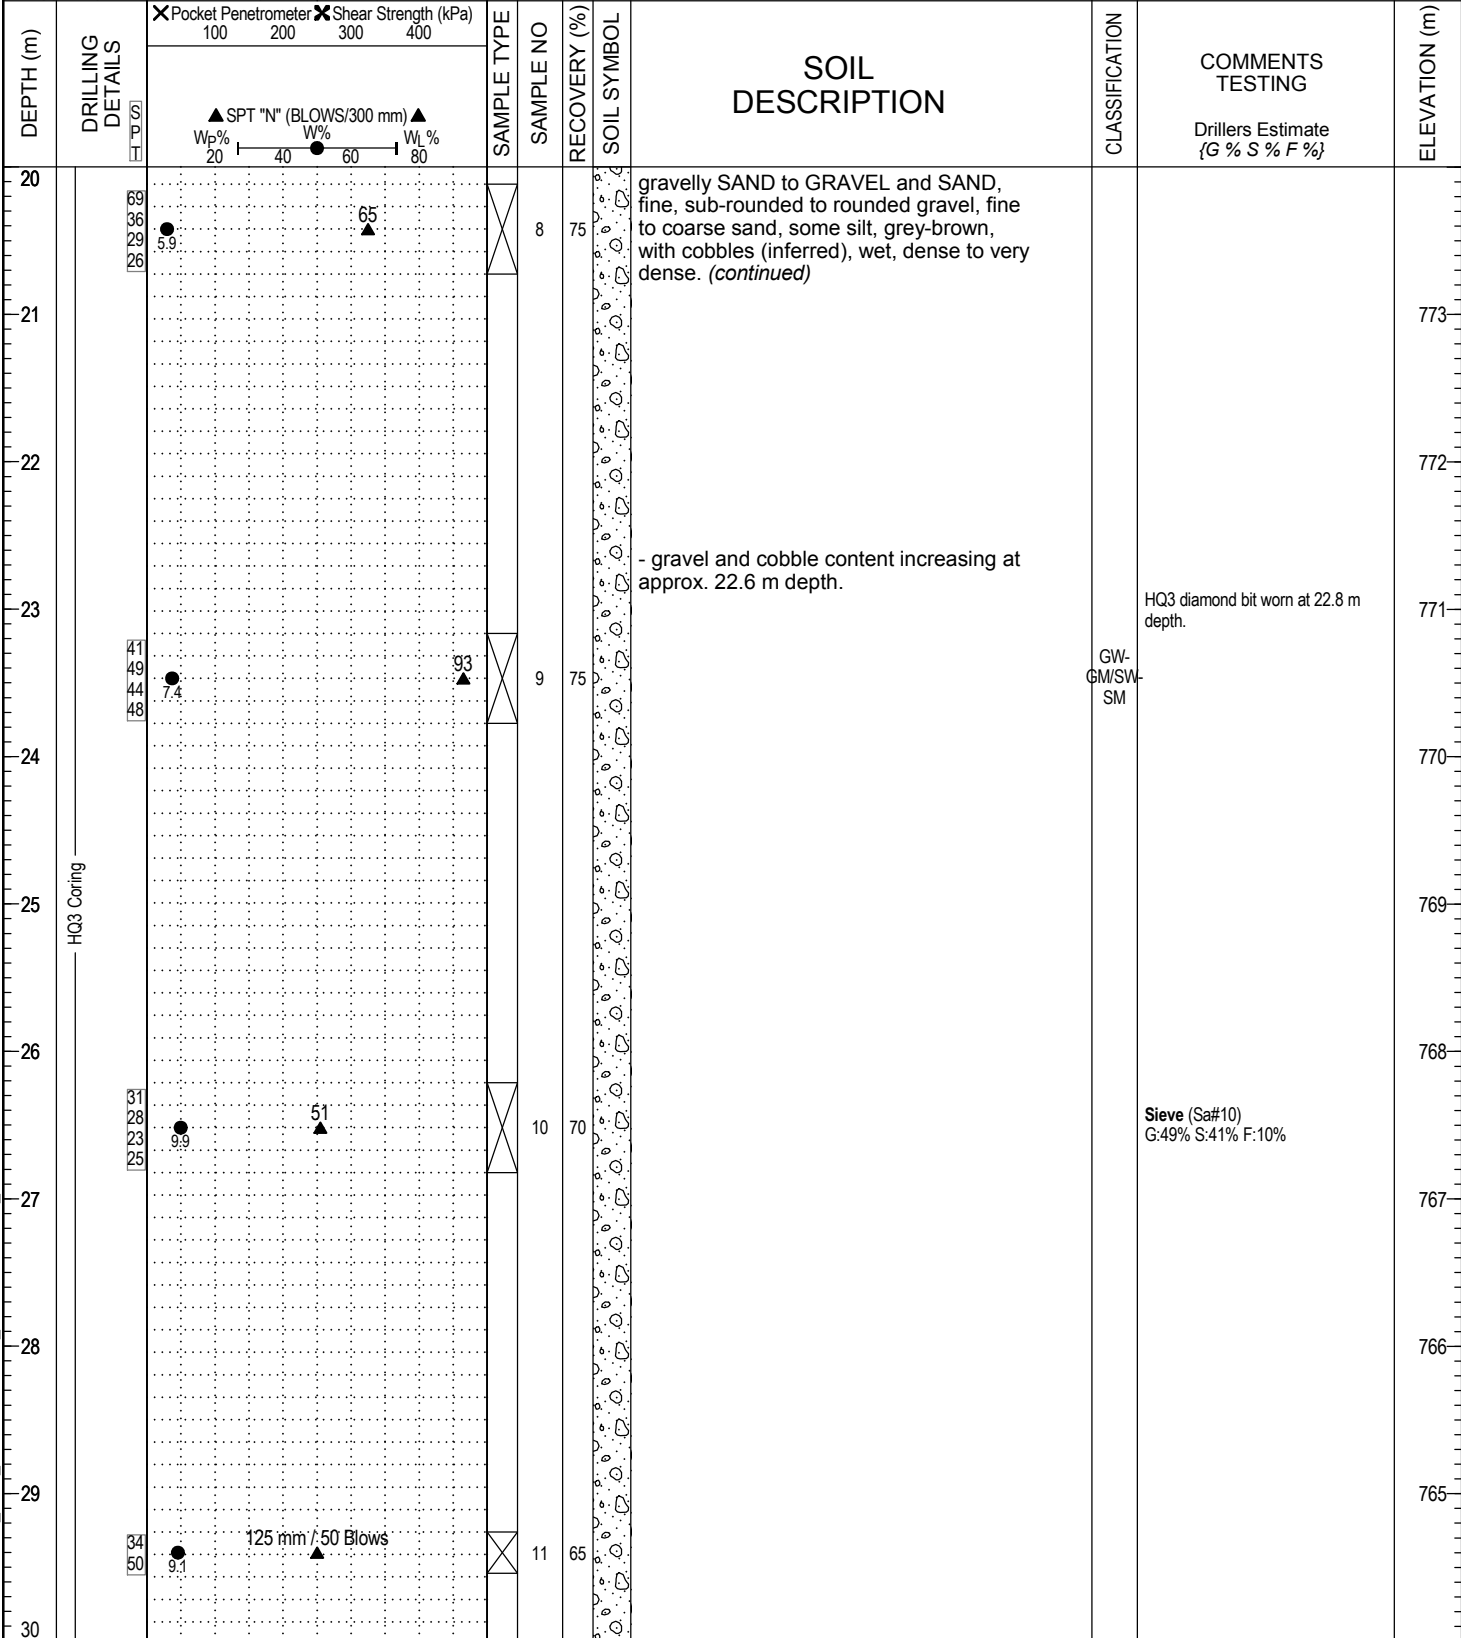 DEPTH (m)
DRILLING
DETAILS
S
P
T
Pocket Penetrometer Shear Strength (kPa)
100 200 300 400
SPT "N" (BLOWS/300 mm)
WP% W% WL%
20 40 60 80
SAMPLE TYPE
SAMPLE NO
RECOVERY (%)
SOIL SYMBOL
SOIL
DESCRIPTION
CLASSIFICATION
COMMENTS
TESTING
Drillers Estimate
{G % S % F %}
ELEVATION (m)
20
69
36
29
26
5.9
65
8
75
gravelly SAND to GRAVEL and SAND,
fine, sub-rounded to rounded gravel, fine
to coarse sand, some silt, grey-brown,
with cobbles (inferred), wet, dense to very
dense. (continued)
21
773
22
772
- gravel and cobble content increasing at
approx. 22.6 m depth.
HQ3 diamond bit worn at 22.8 m
depth.
23
771
41
49
44
48
7.4
93
9
75
GW-
GM/SW-
SM
24
770
HQ3 Coring
25
769
26
768
31
28
23
25
9.9
51
10
70
Sieve (Sa#10)
G:49% S:41% F:10%
27
767
28
766
29
765
34
50
9.1
125 mm / 50 Blows
11
65
30